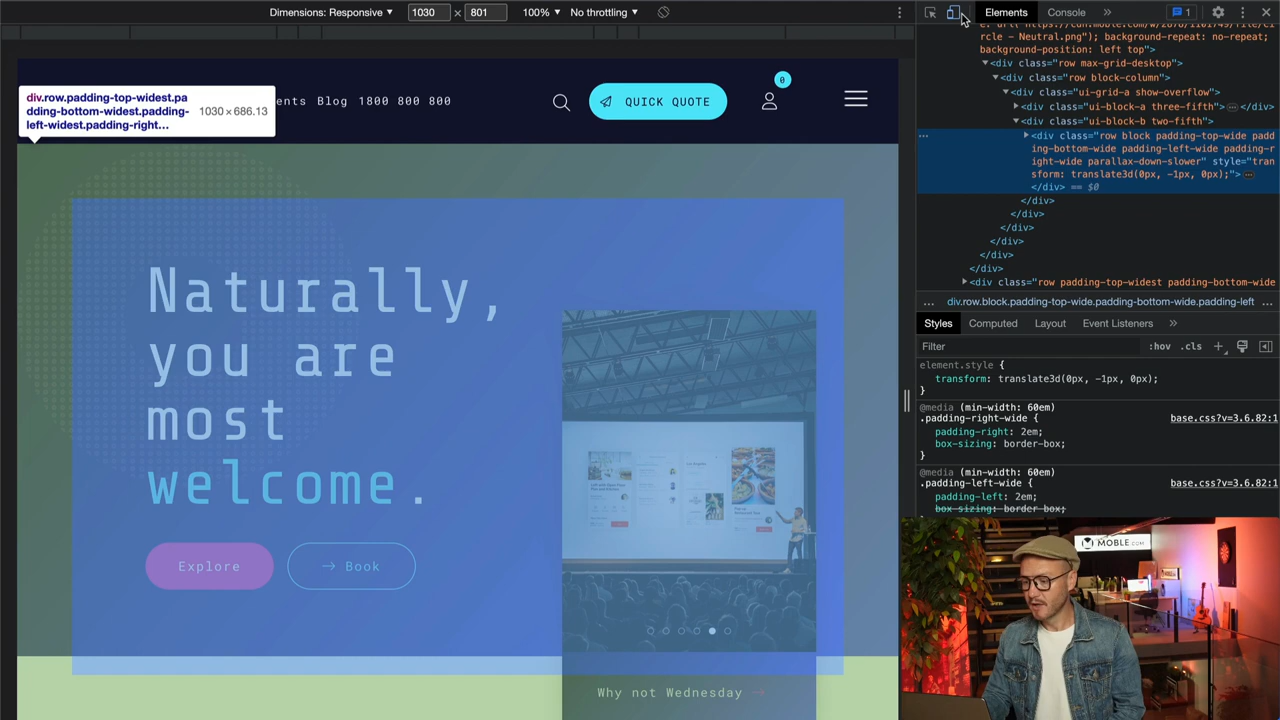 Dimensions: Responsive ▼ 1030 × 801 100% ▼ No throttling ▼
Elements Console » 1
div.row.padding-top-widest.pa
dding-bottom-widest.padding-
left-widest.padding-right...
1030 × 686.13
ents Blog 1800 800 800
QUICK QUOTE
0
Naturally,
you are
most
welcome.
Explore
→ Book
Why not Wednesday →
rcle - Neutral.png"); background-repeat: no-repeat;
background-position: left top">
▼<div class="row max-grid-desktop">
▼<div class="row block-column">
▼<div class="ui-grid-a show-overflow">
▶<div class="ui-block-a three-fifth"> … </div>
▼<div class="ui-block-b two-fifth">
▶<div class="row block padding-top-wide padd
ing-bottom-wide padding-left-wide padding-r
ight-wide parallax-down-slower" style="tran
sform: translate3d(0px, -1px, 0px);"> …
</div> == $0
</div>
</div>
</div>
</div>
</div>
</div>
▶<div class="row padding-top-widest padding-bottom-wide
... div.row.block.padding-top-wide.padding-bottom-wide.padding-left ...
Styles Computed Layout Event Listeners »
Filter :hov .cls +
element.style {
transform: translate3d(0px, -1px, 0px);
}
@media (min-width: 60em)
.padding-right-wide { base.css?v=3.6.82:1
padding-right: 2em;
box-sizing: border-box;
}
@media (min-width: 60em)
.padding-left-wide { base.css?v=3.6.82:1
padding-left: 2em;
box-sizing: border-box;
MOBLE.COM